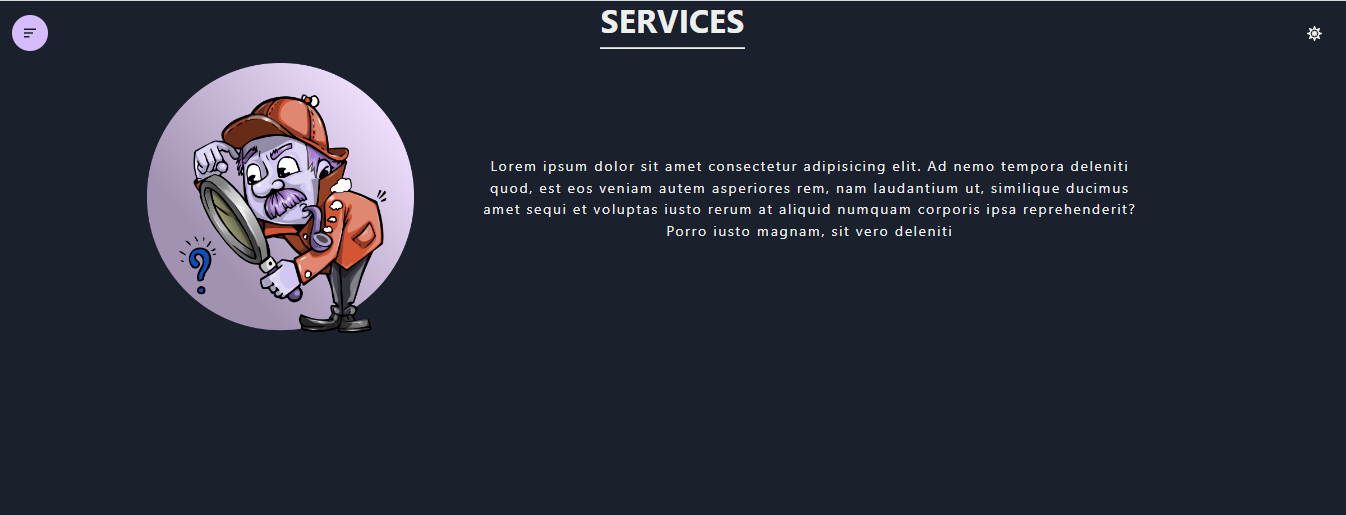 SERVICES
Lorem ipsum dolor sit amet consectetur adipisicing elit. Ad nemo tempora deleniti
quod, est eos veniam autem asperiores rem, nam laudantium ut, similique ducimus
amet sequi et voluptas iusto rerum at aliquid numquam corporis ipsa reprehenderit?
Porro iusto magnam, sit vero deleniti
?